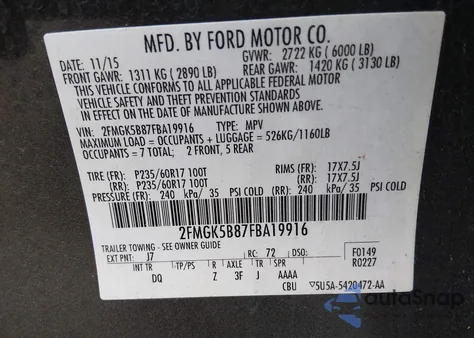 MFD. BY FORD MOTOR CO.
DATE: 11/15 GVWR: 2722 KG ( 6000 LB)
FRONT GAWR: 1311 KG ( 2890 LB) REAR GAWR: 1420 KG ( 3130 LB)
THIS VEHICLE CONFORMS TO ALL APPLICABLE FEDERAL MOTOR
VEHICLE SAFETY AND THEFT PREVENTION STANDARDS IN EFFECT ON THE
DATE OF MANUFACTURE SHOWN ABOVE.
VIN: 2FMGK5B87FBA19916 TYPE: MPV
MAXIMUM LOAD = OCCUPANTS + LUGGAGE = 526KG/1160LB
OCCUPANTS = 7 TOTAL; 2 FRONT, 5 REAR
TIRE (FR): P235/60R17 100T RIMS (FR): 17X7.5J
(RR): P235/60R17 100T (RR): 17X7.5J
PRESSURE (FR): 240 kPA/ 35 PSI COLD (RR): 240 kPA/ 35 PSI COLD
2FMGK5B87FBA19916
TRAILER TOWING - SEE OWNER GUIDE
EXT PNT: J7 RC: 72 DSO: F0149
R0227
INT TR TP/PS R AXLE TR SPR
DQ Z 3F J AAAA
CBU 5U5A-5420472-AA
autosnap